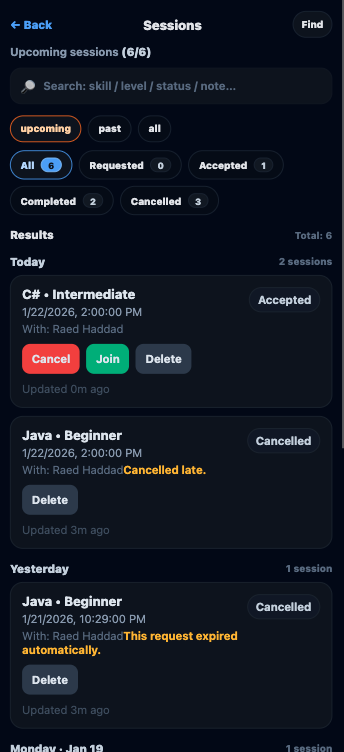 ← Back Sessions Find
Upcoming sessions (6/6)
🔎 Search: skill / level / status / note...
upcoming past all
All 6 Requested 0 Accepted 1
Completed 2 Cancelled 3
Results Total: 6
Today 2 sessions
C# • Intermediate Accepted
1/22/2026, 2:00:00 PM
With: Raed Haddad
Cancel Join Delete
Updated 0m ago
Java • Beginner Cancelled
1/22/2026, 2:00:00 PM
With: Raed HaddadCancelled late.
Delete
Updated 3m ago
Yesterday 1 session
Java • Beginner Cancelled
1/21/2026, 10:29:00 PM
With: Raed HaddadThis request expired
automatically.
Delete
Updated 3m ago
Monday · Jan 19 1 session